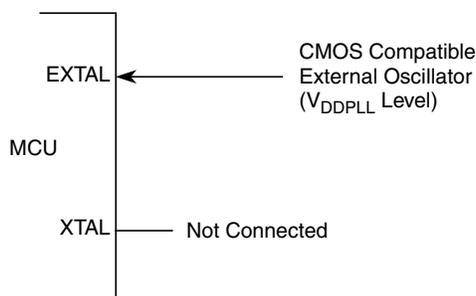 CMOS Compatible
External Oscillator
(VDDPLL Level)
EXTAL
MCU
XTAL
Not Connected